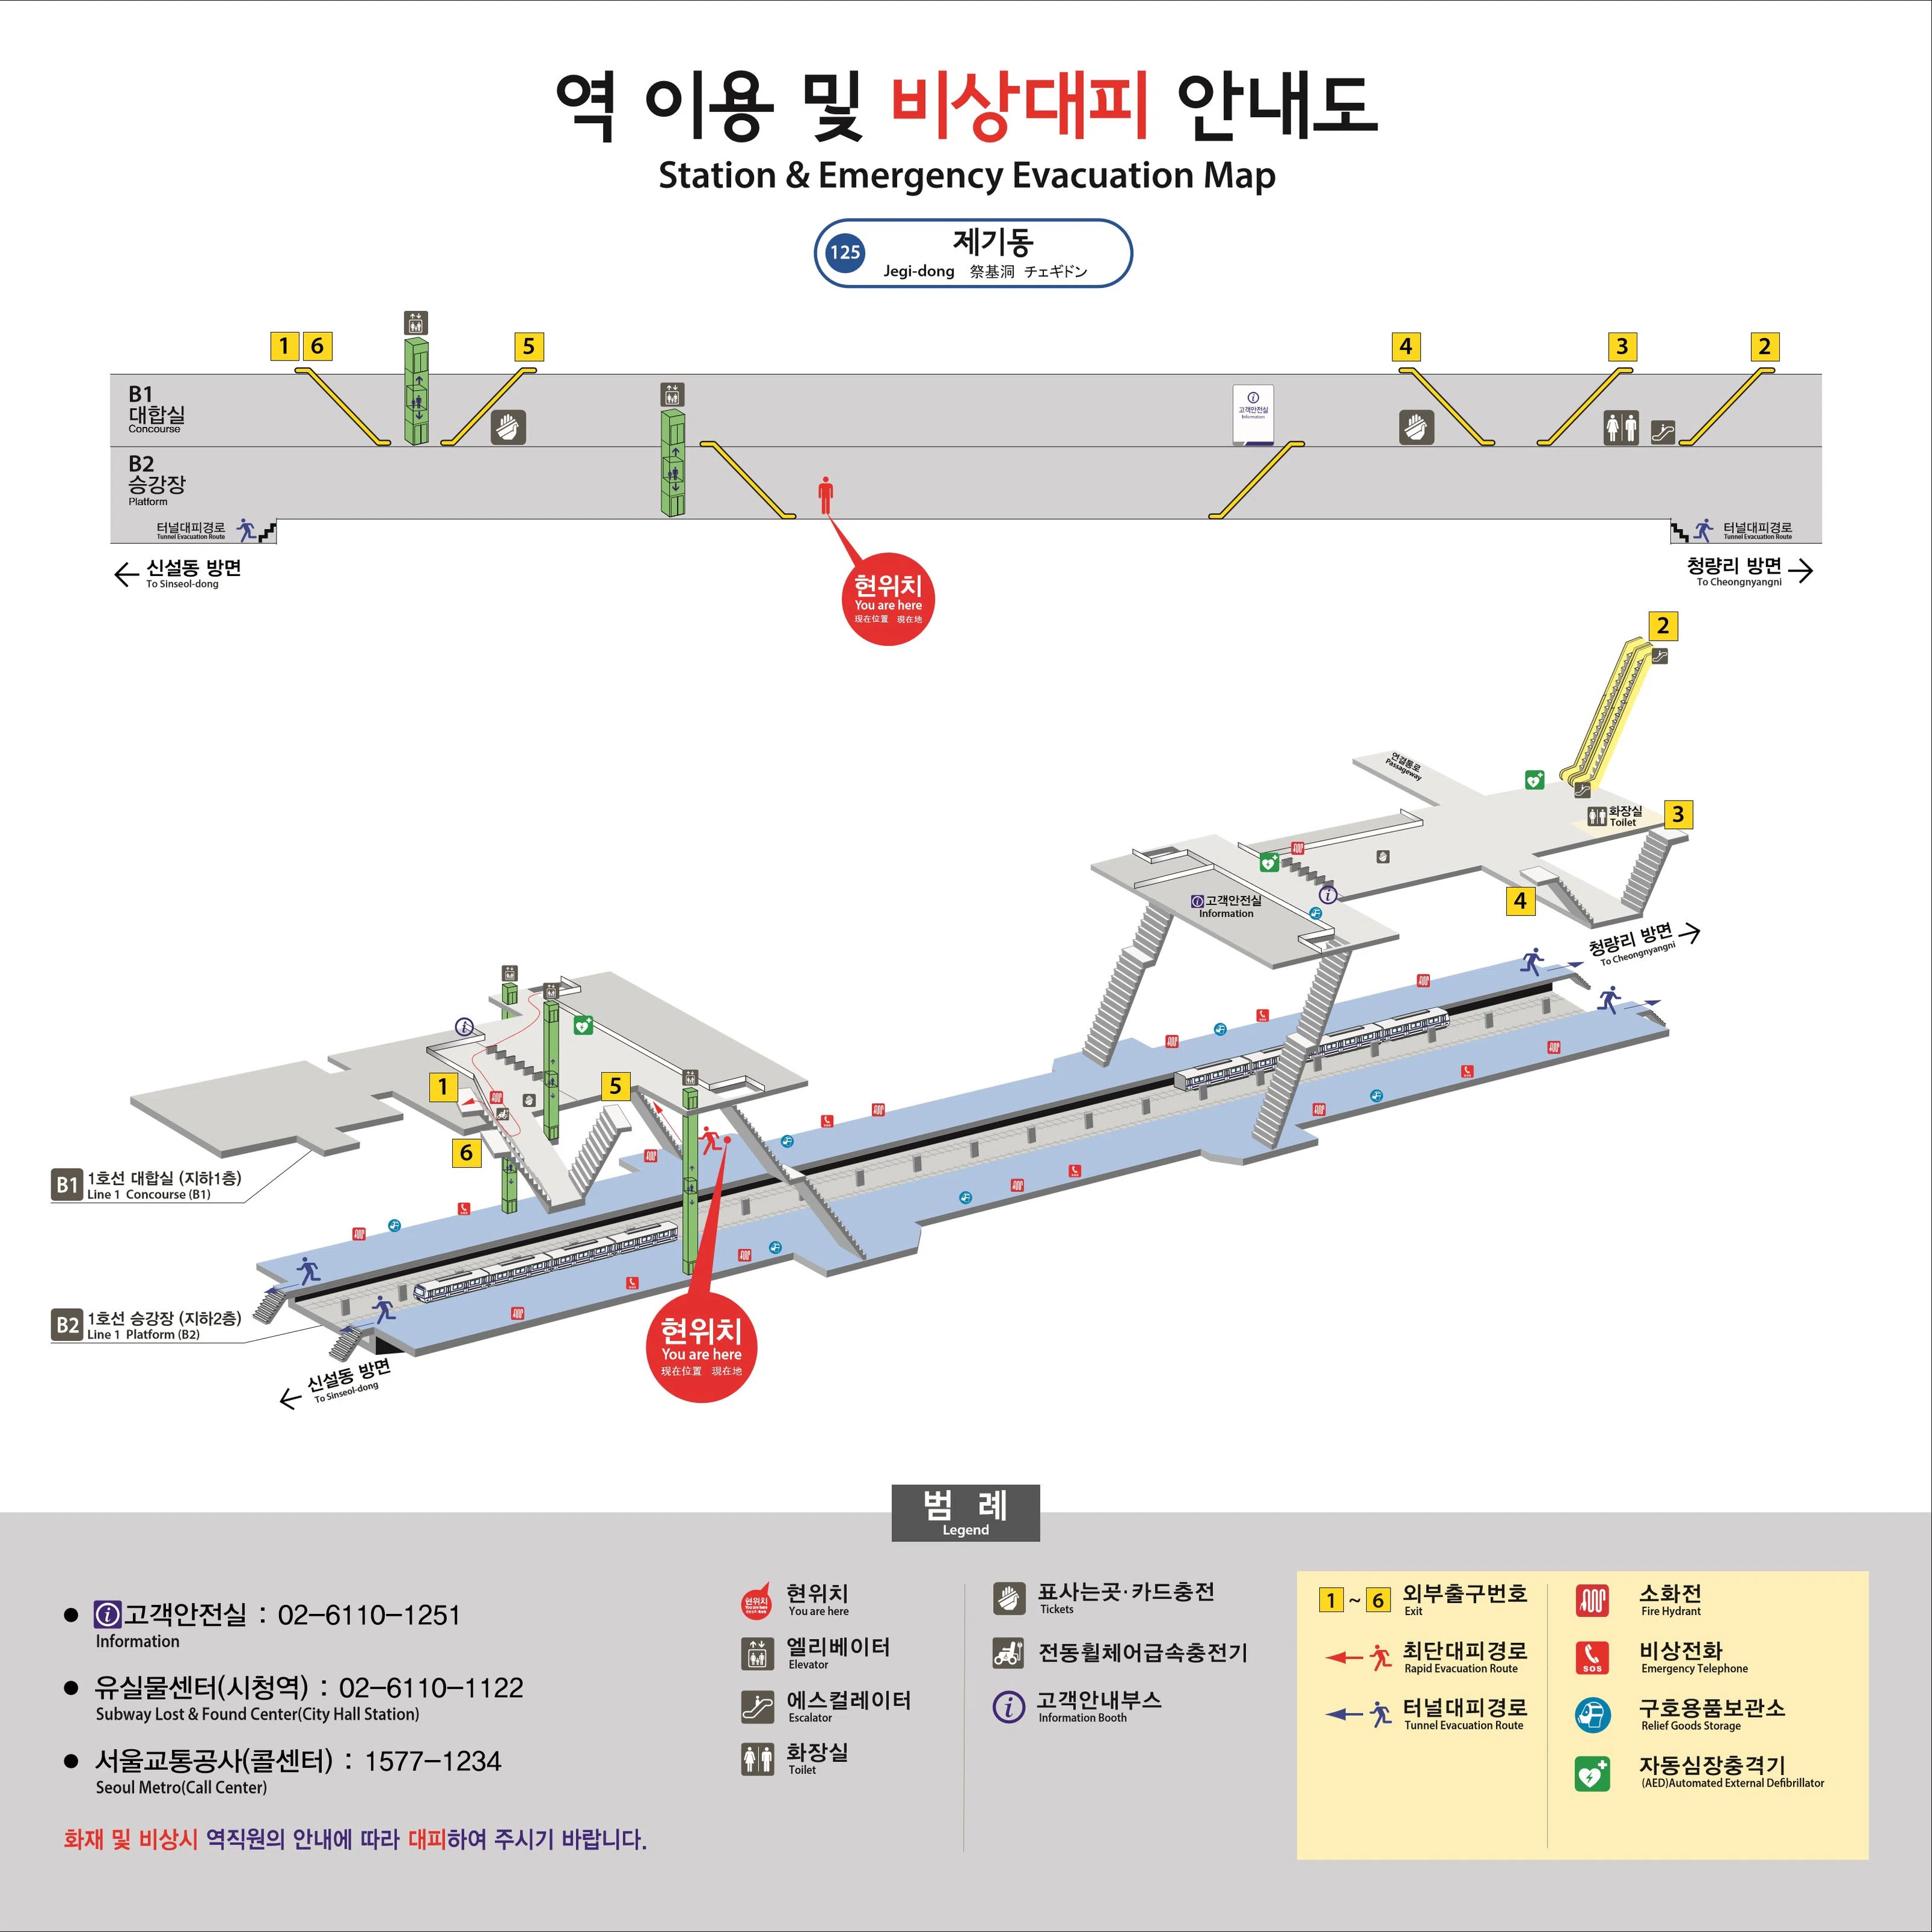 역 이용 및 비상대피 안내도
Station & Emergency Evacuation Map
125
제기동
Jegi-dong 祭基洞 チェギドン
1 6
5
4
3
2
B1
대합실
Concourse
고객안전실
Information
B2
승강장
Platform
터널대피경로
Tunnel Evacuation Route
터널대피경로
Tunnel Evacuation Route
← 신설동 방면
To Sinseol-dong
청량리 방면 →
To Cheongnyangni
현위치
You are here
现在位置 現在地
2
연결통로
Passageway
화장실
Toilet
3
고객안전실
Information
4
청량리 방면 →
To Cheongnyangni
1
5
6
B1 1호선 대합실 (지하1층)
Line 1 Concourse (B1)
B2 1호선 승강장 (지하2층)
Line 1 Platform (B2)
← 신설동 방면
To Sinseol-dong
현위치
You are here
现在位置 現在地
범 례
Legend
● 고객안전실 : 02-6110-1251
Information
● 유실물센터(시청역) : 02-6110-1122
Subway Lost & Found Center(City Hall Station)
● 서울교통공사(콜센터) : 1577-1234
Seoul Metro(Call Center)
화재 및 비상시 역직원의 안내에 따라 대피하여 주시기 바랍니다.
현위치
You are here
엘리베이터
Elevator
에스컬레이터
Escalator
화장실
Toilet
표사는곳·카드충전
Tickets
전동휠체어급속충전기
고객안내부스
Information Booth
1 ~ 6 외부출구번호
Exit
최단대피경로
Rapid Evacuation Route
터널대피경로
Tunnel Evacuation Route
소화전
Fire Hydrant
SOS
비상전화
Emergency Telephone
구호용품보관소
Relief Goods Storage
자동심장충격기
(AED)Automated External Defibrillator